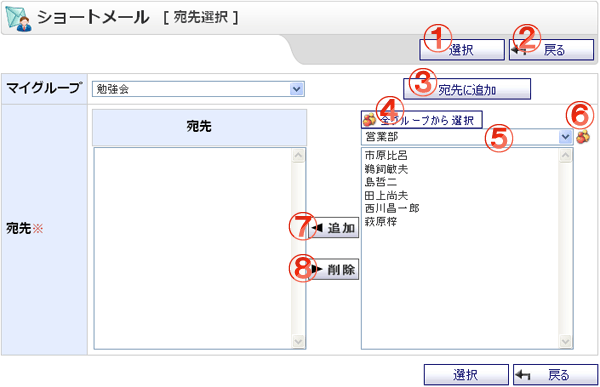 ショートメール [ 宛先選択 ]
① 選択 ② 戻る
マイグループ 勉強会 ③ 宛先に追加
④ 全グループから選択
宛先 営業部 ⑤ ⑥
宛先※
市原比呂
鵜飼敏夫
島哲二
田上尚夫
西川昌一郎
萩原梓
⑦ 追加
⑧ 削除
選択 戻る